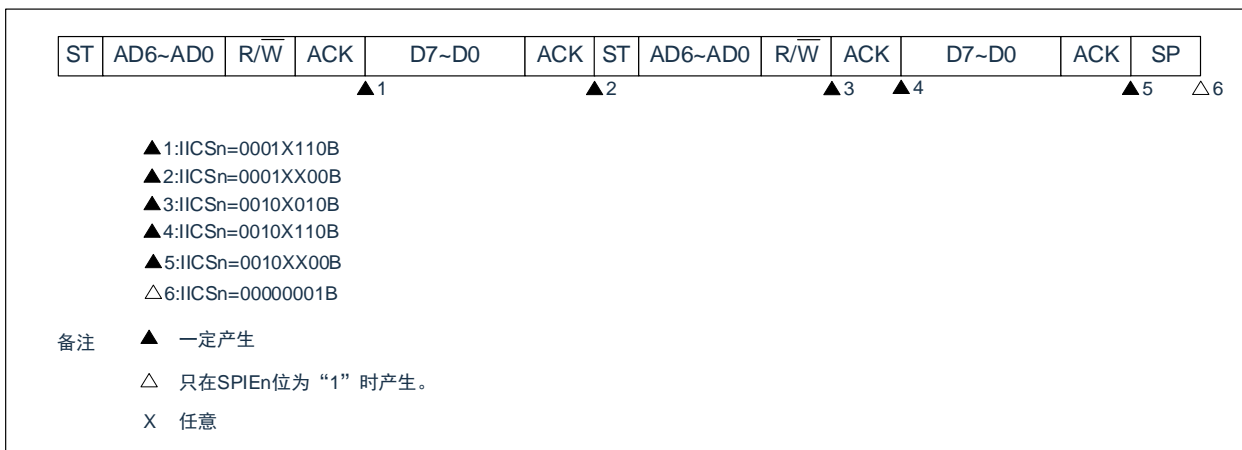 ST AD6~AD0 R/W̅ ACK D7~D0 ACK ST AD6~AD0 R/W̅ ACK D7~D0 ACK SP
▲1 ▲2 ▲3 ▲4 ▲5 △6
▲1:IICSn=0001X110B
▲2:IICSn=0001XX00B
▲3:IICSn=0010X010B
▲4:IICSn=0010X110B
▲5:IICSn=0010XX00B
△6:IICSn=00000001B
备注 ▲ 一定产生
△ 只在SPIEn位为“1”时产生。
X 任意